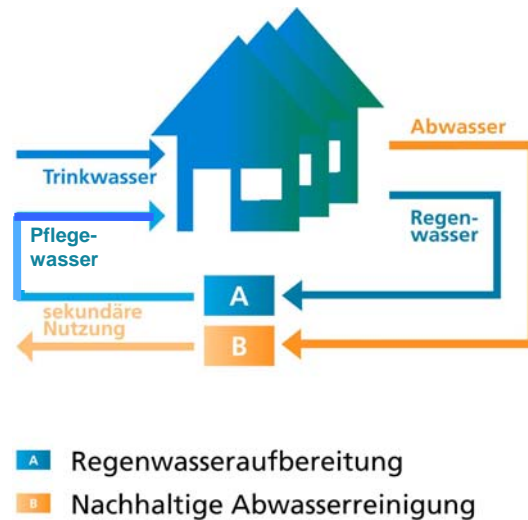 Abwasser
Trinkwasser
Regen-
wasser
Pflege-
wasser
A
sekundäre
Nutzung
B
A Regenwasseraufbereitung
B Nachhaltige Abwasserreinigung